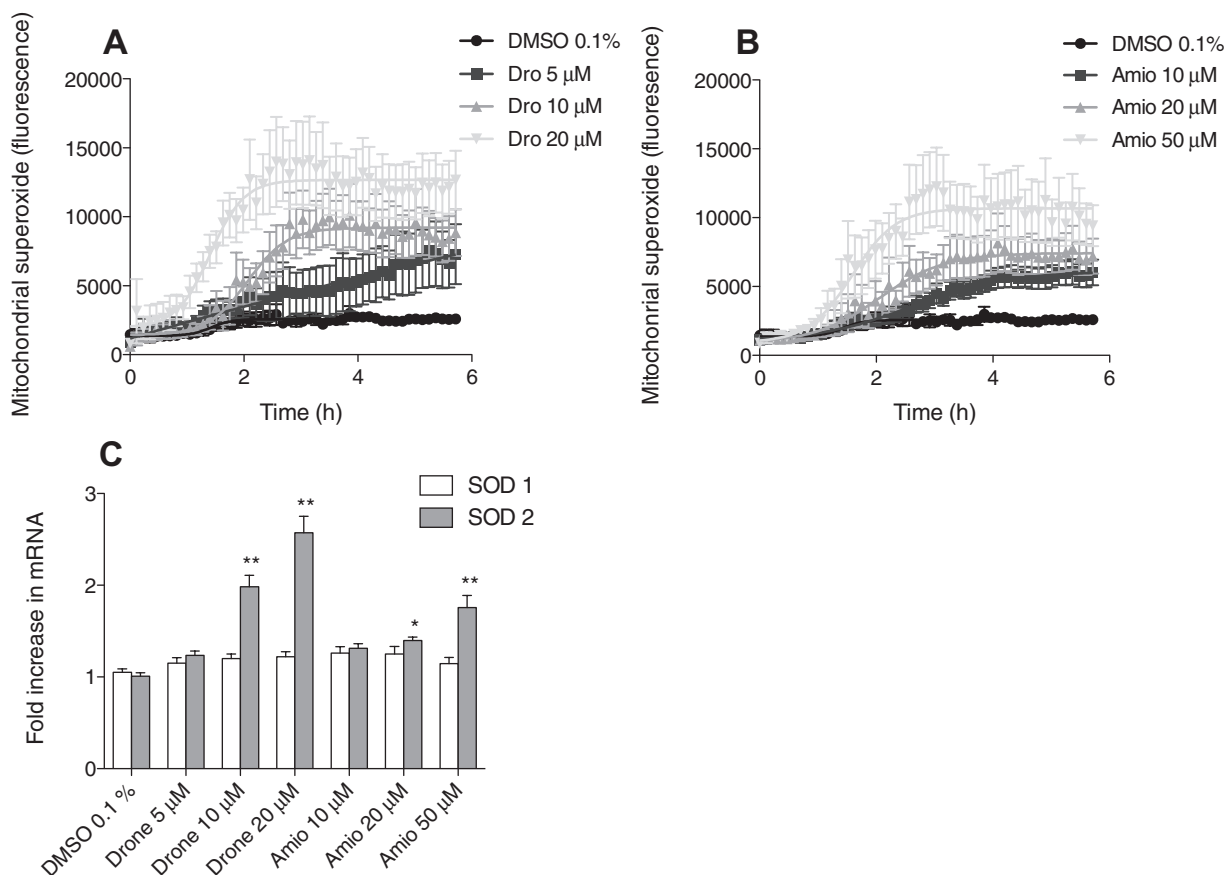 A
DMSO 0.1%
Dro 5 μM
Dro 10 μM
Dro 20 μM
Mitochondrial superoxide (fluorescence)
20000
15000
10000
5000
0
0 2 4 6
Time (h)
B
DMSO 0.1%
Amio 10 μM
Amio 20 μM
Amio 50 μM
Mitochonrial superoxide (fluoresence)
20000
15000
10000
5000
0
0 2 4 6
Time (h)
C
SOD 1
SOD 2
Fold increase in mRNA
3
2
1
0
** ** * **
DMSO 0.1 %
Drone 5 μM
Drone 10 μM
Drone 20 μM
Amio 10 μM
Amio 20 μM
Amio 50 μM